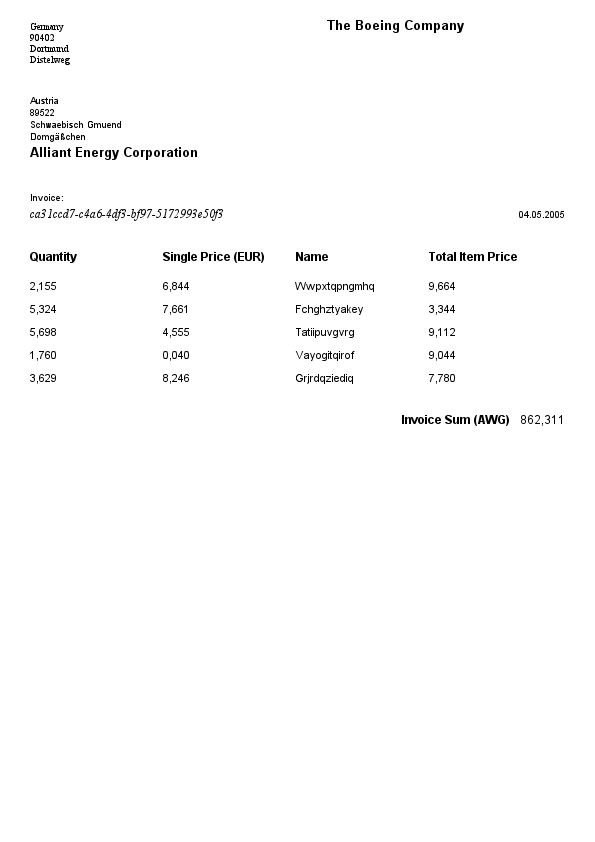 The Boeing Company
Germany
90402
Dortmund
Distelweg
Austria
89522
Schwaebisch Gmuend
Domgäßchen
Alliant Energy Corporation
Invoice:
ca31ccd7-c4a6-4df3-bf97-5172993e50f3
04.05.2005
Quantity Single Price (EUR) Name Total Item Price
2,155 6,844 Wwpxtqpngmhq 9,664
5,324 7,661 Fchghztyakey 3,344
5,698 4,555 Tatiipuvgvrg 9,112
1,760 0,040 Vayogitqirof 9,044
3,629 8,246 Grjrdqziediq 7,780
Invoice Sum (AWG) 862,311